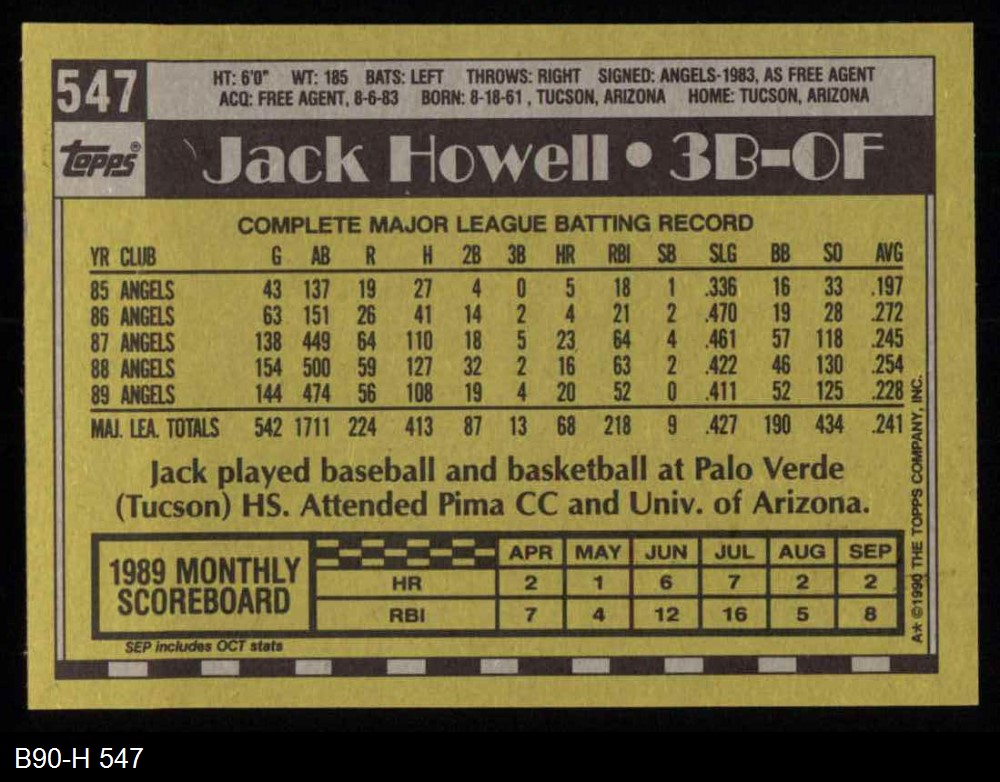 547
HT: 6'0" WT: 185 BATS: LEFT THROWS: RIGHT SIGNED: ANGELS-1983, AS FREE AGENT
ACQ: FREE AGENT, 8-6-83 BORN: 8-18-61 , TUCSON, ARIZONA HOME: TUCSON, ARIZONA
topps®
Jack Howell • 3B-OF
COMPLETE MAJOR LEAGUE BATTING RECORD
YR CLUB G AB R H 2B 3B HR RBI SB SLG BB SO AVG
85 ANGELS 43 137 19 27 4 0 5 18 1 .336 16 33 .197
86 ANGELS 63 151 26 41 14 2 4 21 2 .470 19 28 .272
87 ANGELS 138 449 64 110 18 5 23 64 4 .461 57 118 .245
88 ANGELS 154 500 59 127 32 2 16 63 2 .422 46 130 .254
89 ANGELS 144 474 56 108 19 4 20 52 0 .411 52 125 .228
MAJ. LEA. TOTALS 542 1711 224 413 87 13 68 218 9 .427 190 434 .241
Jack played baseball and basketball at Palo Verde
(Tucson) HS. Attended Pima CC and Univ. of Arizona.
1989 MONTHLY
SCOREBOARD
APR MAY JUN JUL AUG SEP
HR 2 1 6 7 2 2
RBI 7 4 12 16 5 8
SEP includes OCT stats
A* ©1990 THE TOPPS COMPANY, INC.
B90-H 547